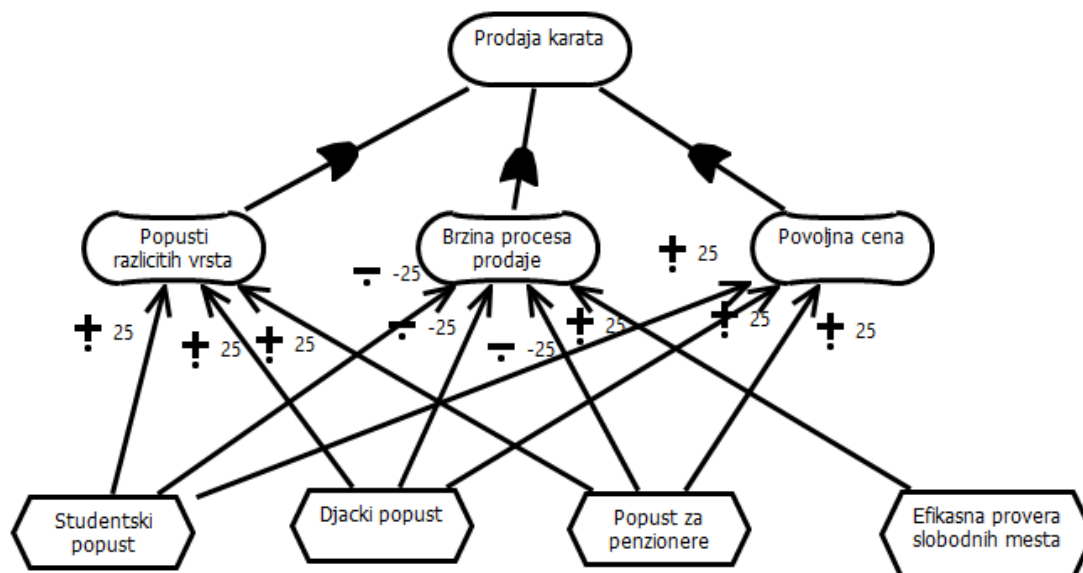 Prodaja karata
Popusti
razlicitih vrsta
Brzina procesa
prodaje
Povoljna cena
25
-25
25
25
25
-25
-25
25
25
25
Studentski
popust
Djacki popust
Popust za
penzionere
Efikasna provera
slobodnih mesta